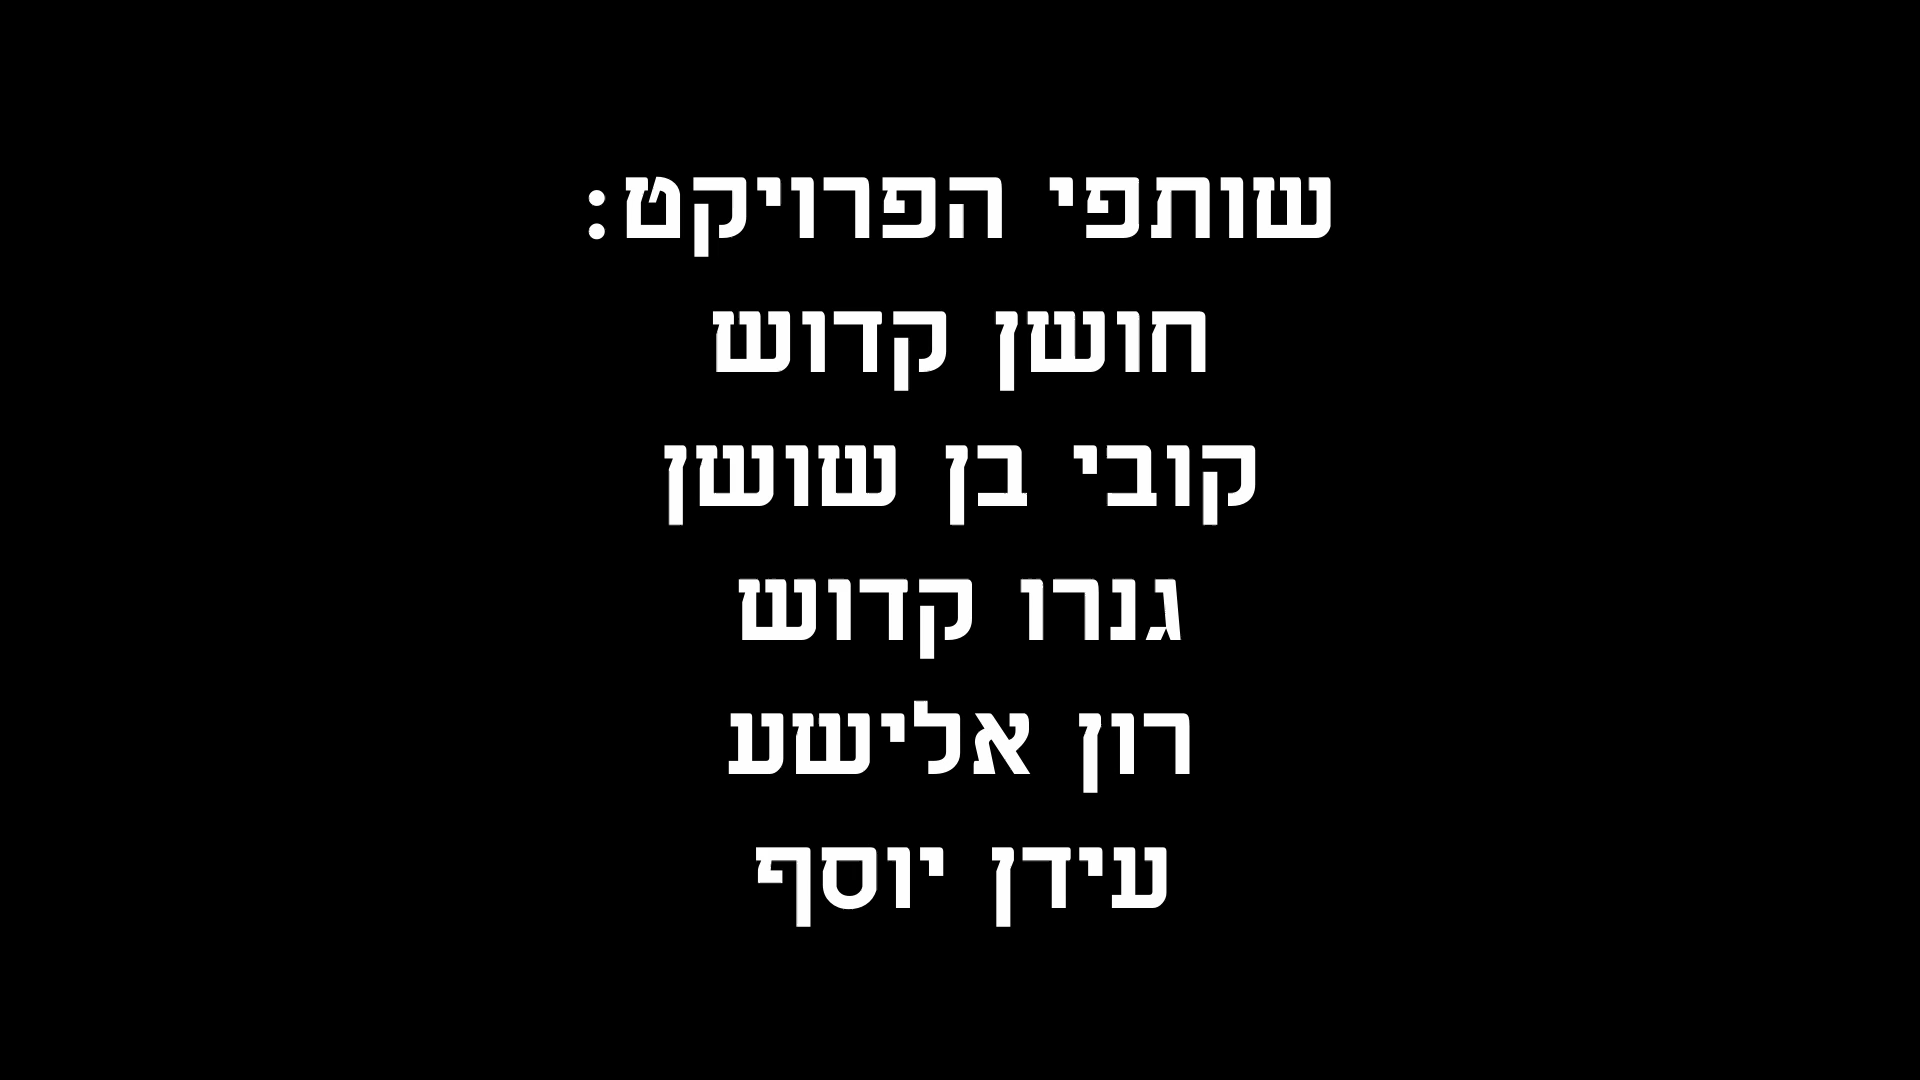 שותפי הפרויקט:
חושן קדוש
קובי בן שושן
גנרו קדוש
רון אלישע
עידן יוסף